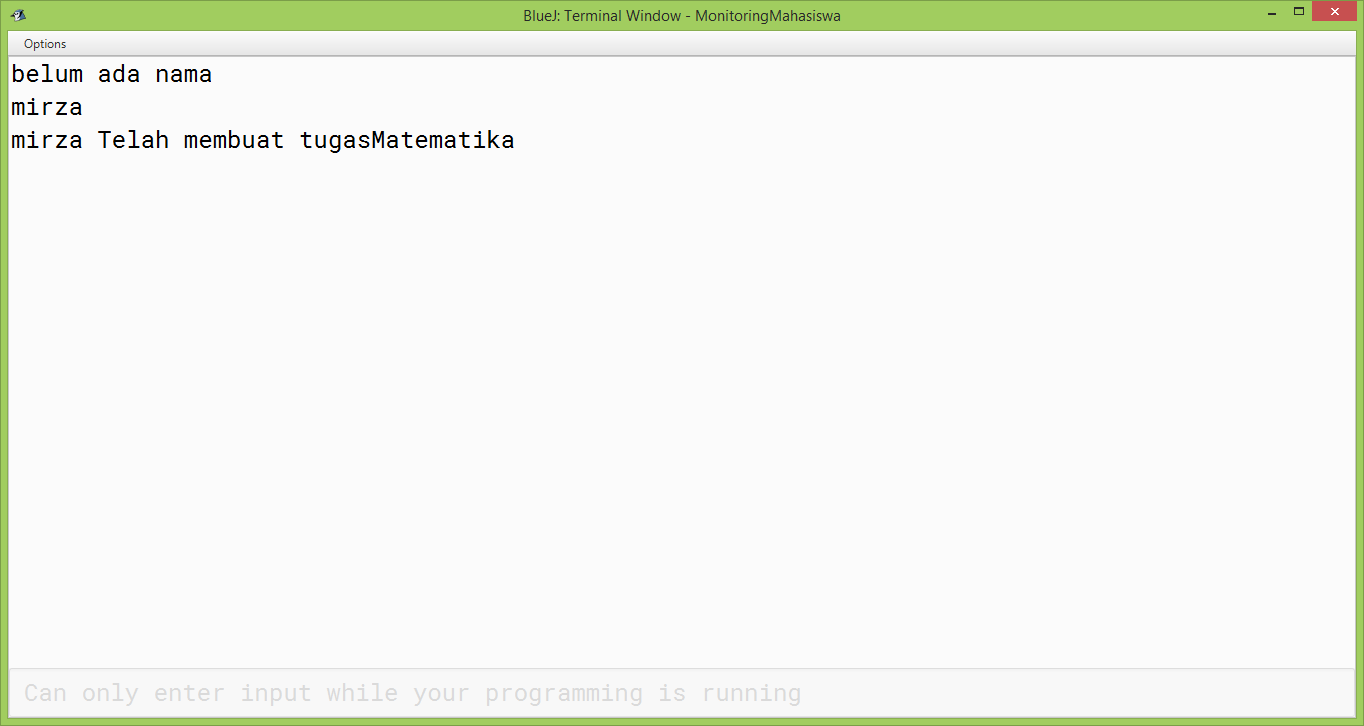 BlueJ: Terminal Window - MonitoringMahasiswa
Options
belum ada nama
mirza
mirza Telah membuat tugasMatematika
Can only enter input while your programming is running